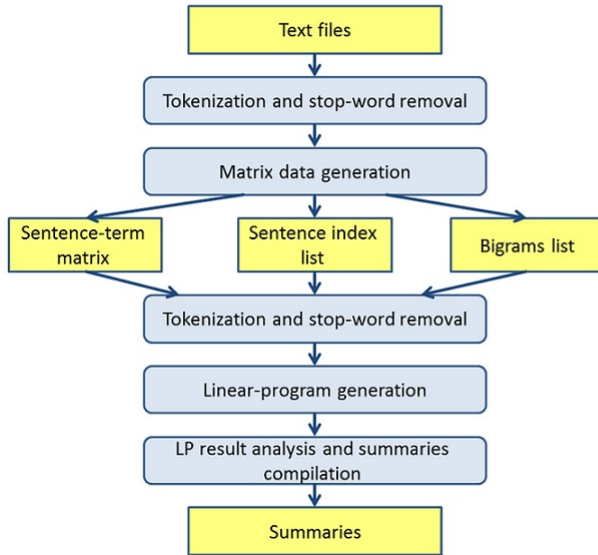 Text files
Tokenization and stop-word removal
Matrix data generation
Sentence-term
matrix
Sentence index
list
Bigrams list
Tokenization and stop-word removal
Linear-program generation
LP result analysis and summaries
compilation
Summaries